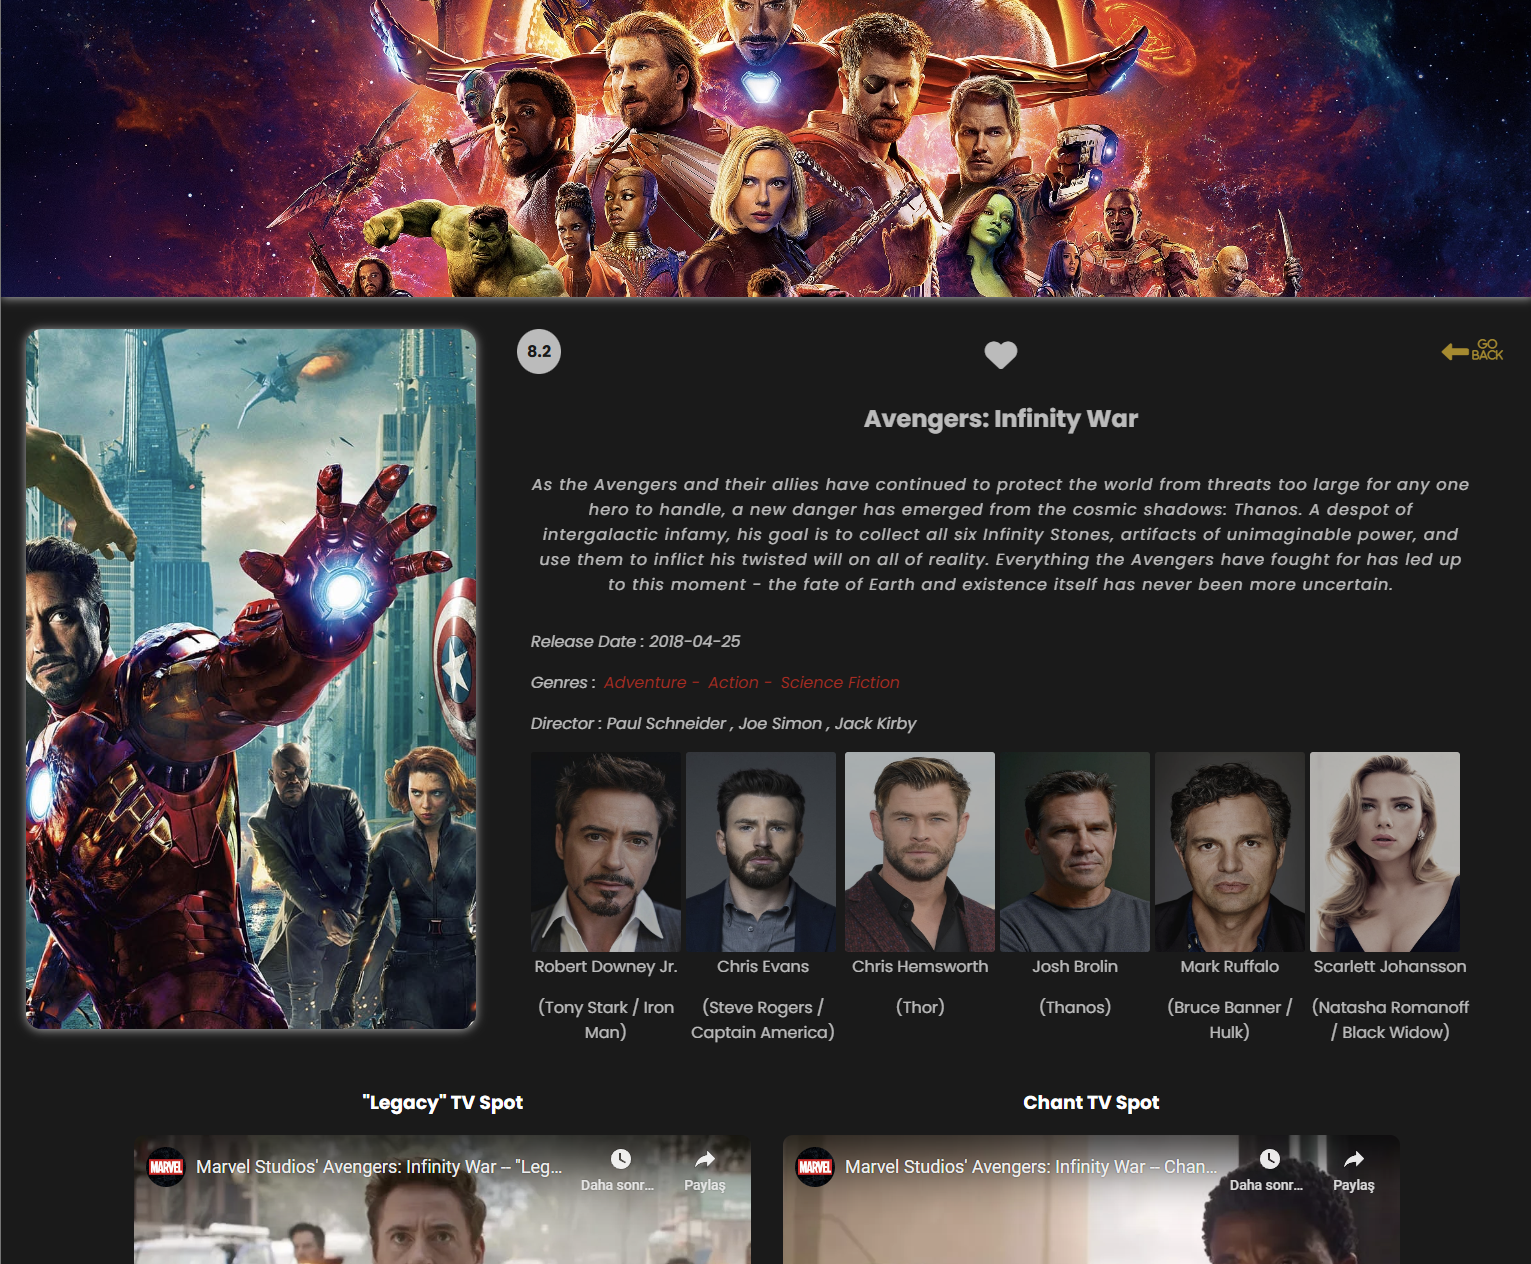 8.2
GO
BACK
Avengers: Infinity War
As the Avengers and their allies have continued to protect the world from threats too large for any one
hero to handle, a new danger has emerged from the cosmic shadows: Thanos. A despot of
intergalactic infamy, his goal is to collect all six Infinity Stones, artifacts of unimaginable power, and
use them to inflict his twisted will on all of reality. Everything the Avengers have fought for has led up
to this moment - the fate of Earth and existence itself has never been more uncertain.
Release Date : 2018-04-25
Genres : Adventure - Action - Science Fiction
Director : Paul Schneider , Joe Simon , Jack Kirby
Robert Downey Jr.
(Tony Stark / Iron
Man)
Chris Evans
(Steve Rogers /
Captain America)
Chris Hemsworth
(Thor)
Josh Brolin
(Thanos)
Mark Ruffalo
(Bruce Banner /
Hulk)
Scarlett Johansson
(Natasha Romanoff
/ Black Widow)
"Legacy" TV Spot
MARVEL
Marvel Studios' Avengers: Infinity War -- "Leg...
Daha sonr...
Paylaş
Chant TV Spot
MARVEL
Marvel Studios' Avengers: Infinity War -- Chan...
Daha sonr...
Paylaş